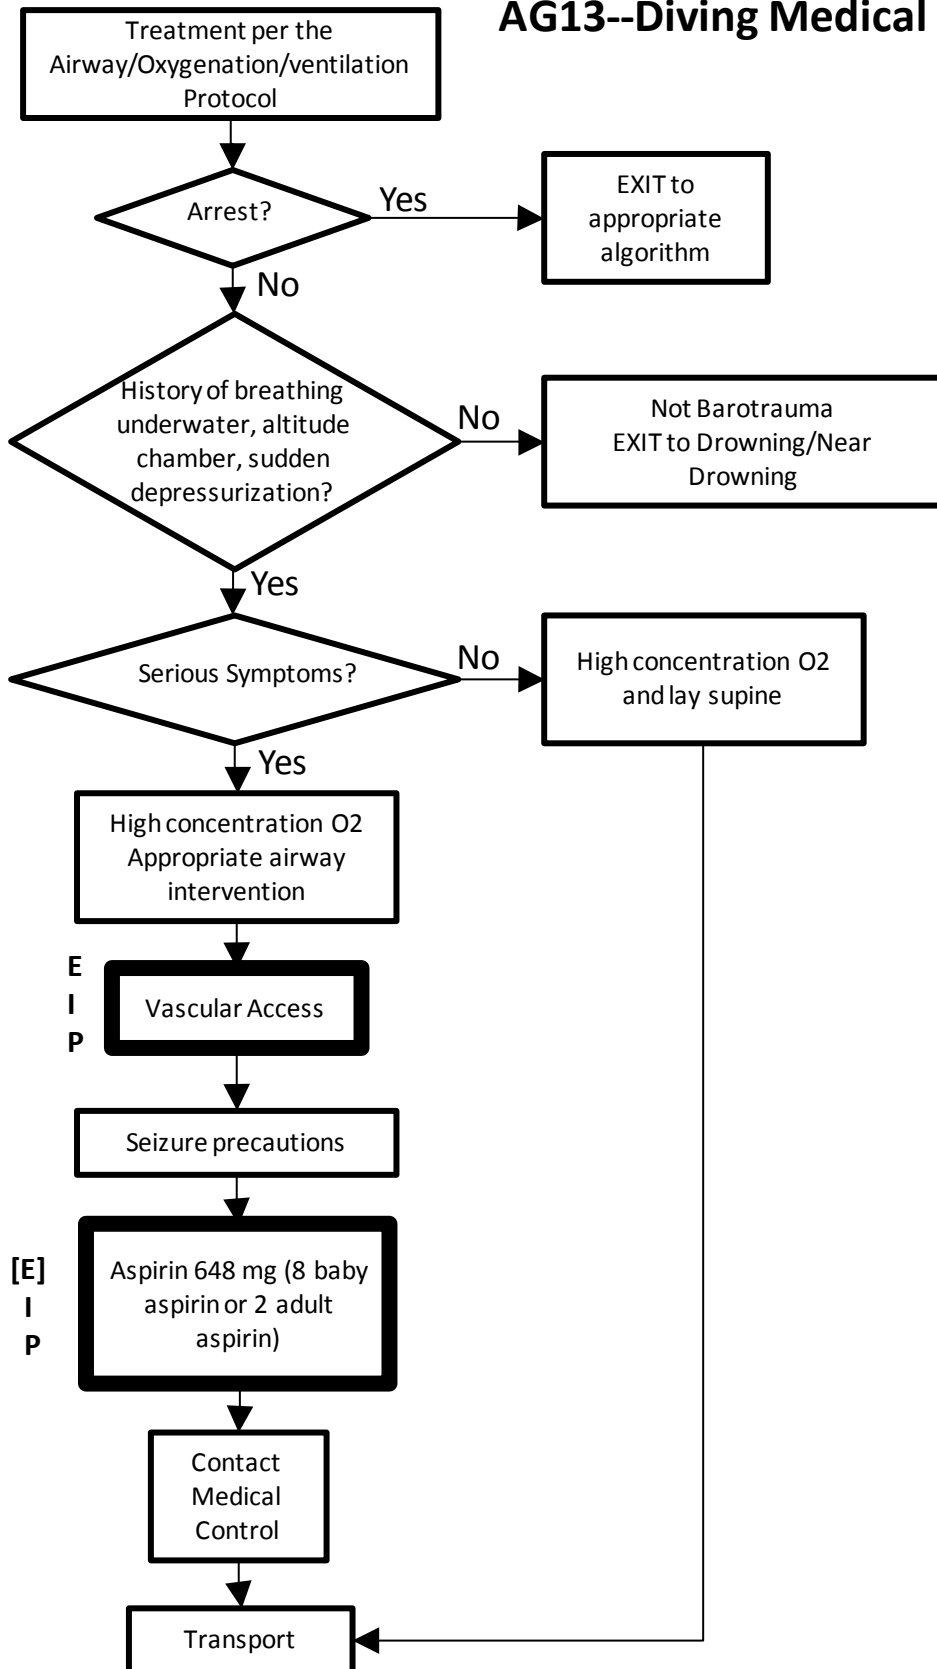 AG13--Diving Medical
Treatment per the
Airway/Oxygenation/ventilation
Protocol
Arrest?
Yes
EXIT to
appropriate
algorithm
No
History of breathing
underwater, altitude
chamber, sudden
depressurization?
No
Not Barotrauma
EXIT to Drowning/Near
Drowning
Yes
Serious Symptoms?
No
High concentration O2
and lay supine
Yes
High concentration O2
Appropriate airway
intervention
E
I
P
Vascular Access
Seizure precautions
[E]
I
P
Aspirin 648 mg (8 baby
aspirin or 2 adult
aspirin)
Contact
Medical
Control
Transport